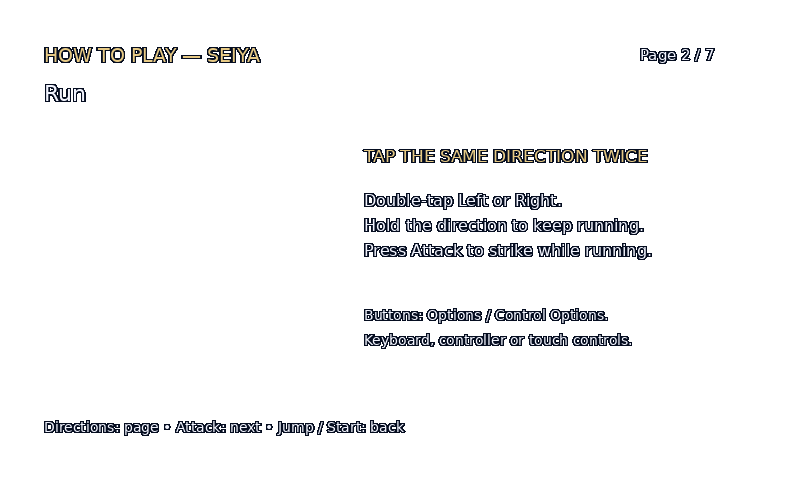 HOW TO PLAY — SEIYA
Page 2 / 7
Run
TAP THE SAME DIRECTION TWICE
Double-tap Left or Right.
Hold the direction to keep running.
Press Attack to strike while running.
Buttons: Options / Control Options.
Keyboard, controller or touch controls.
Directions: page • Attack: next • Jump / Start: back